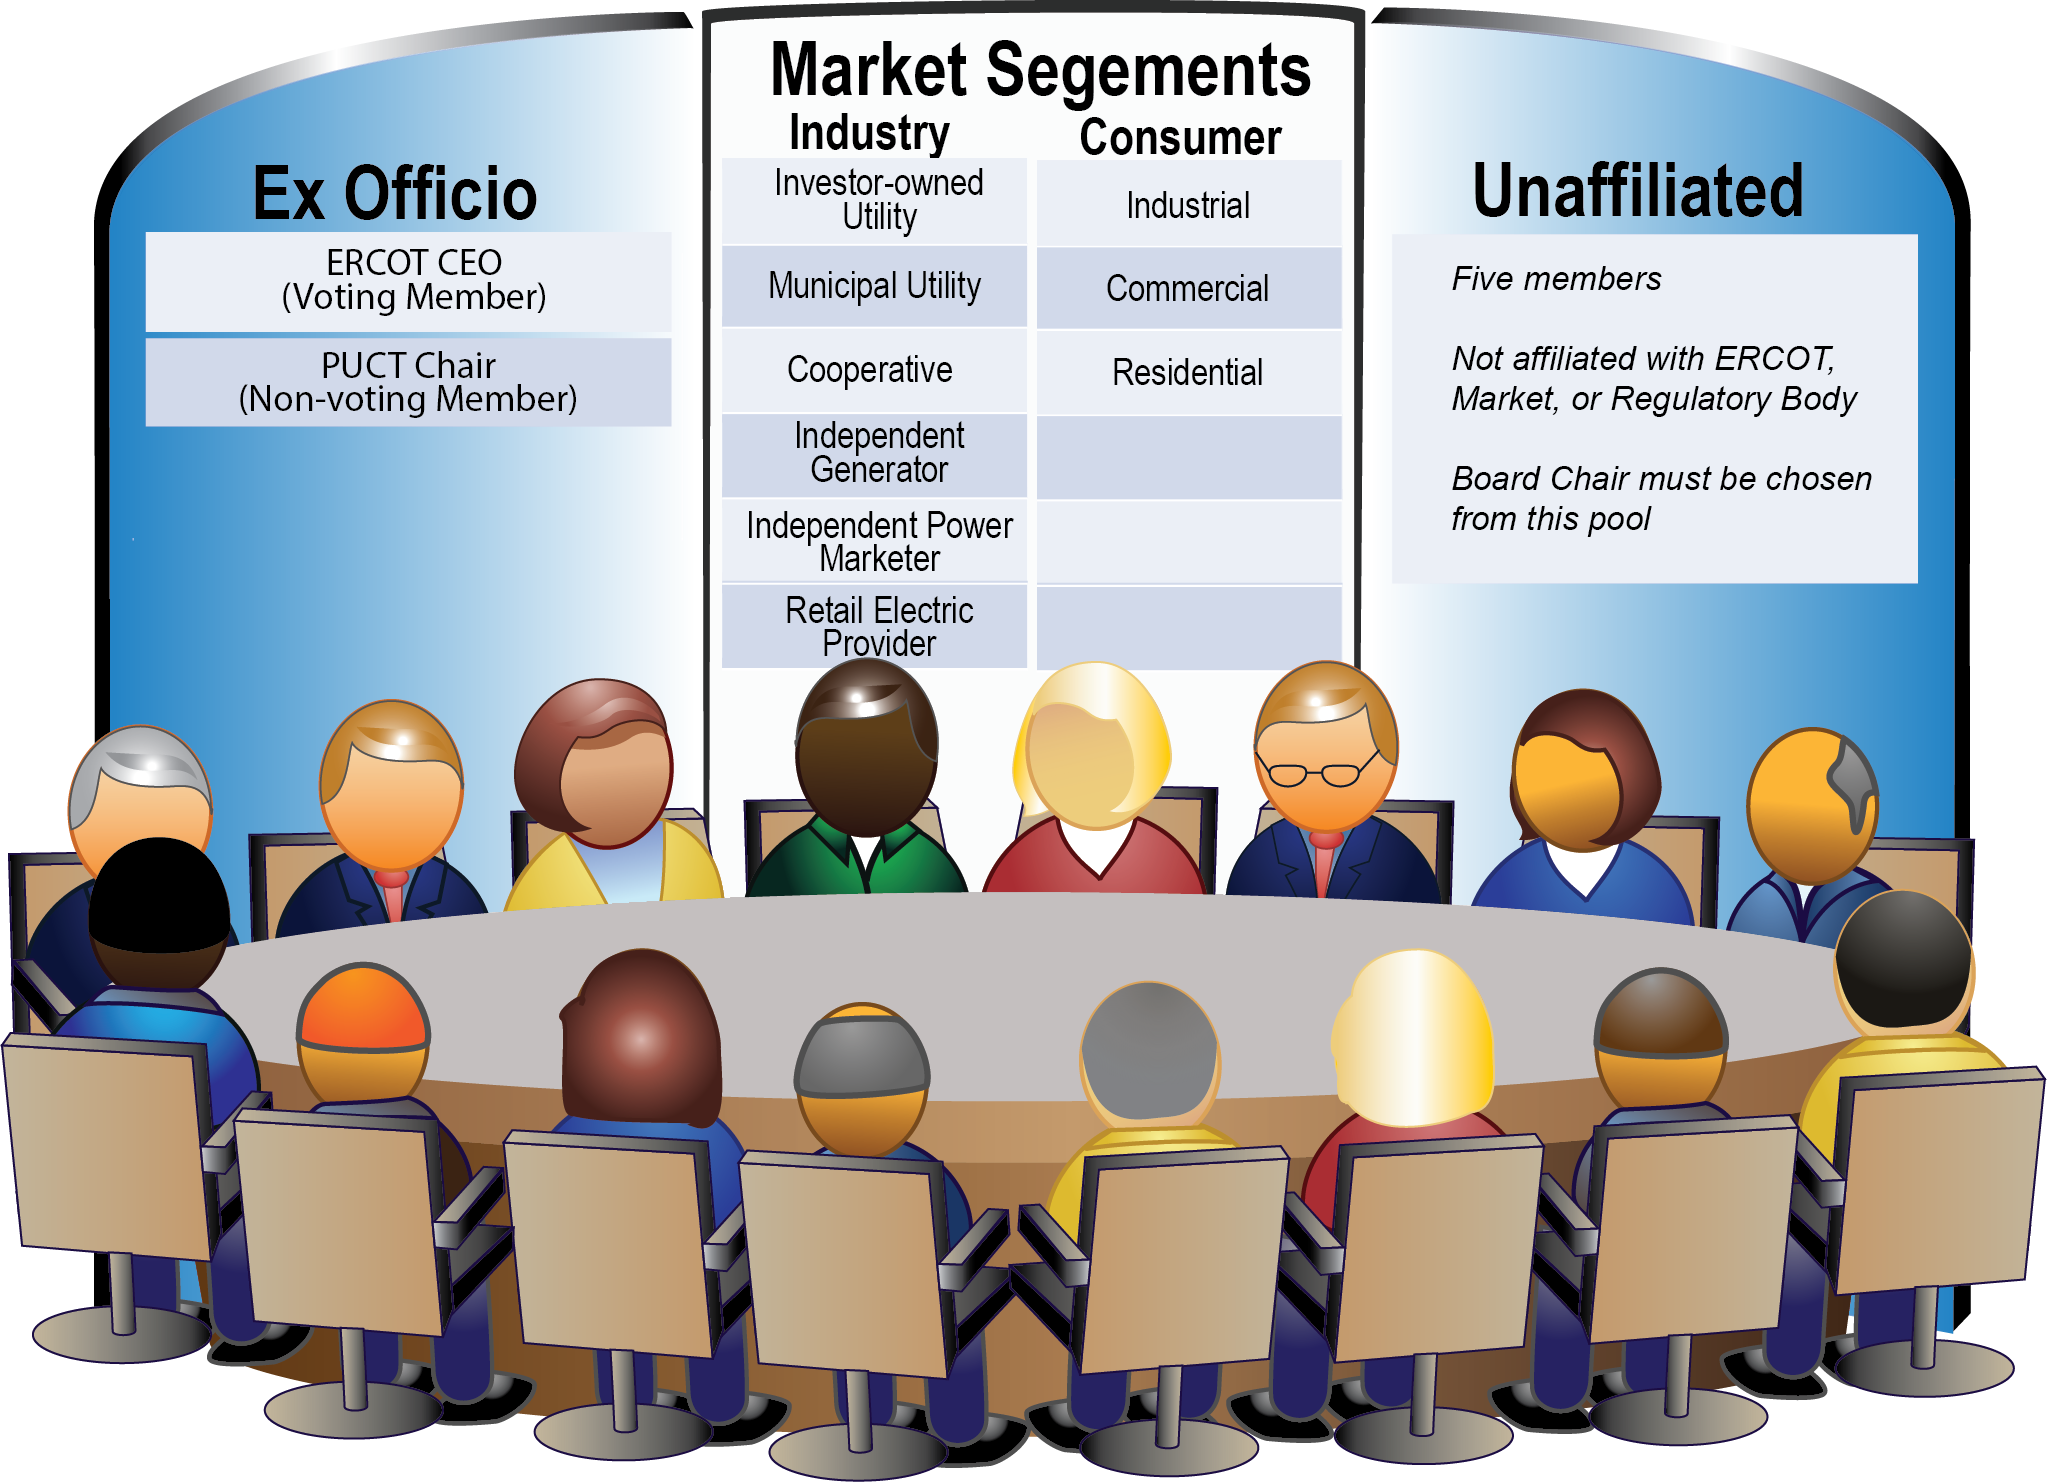 Market Segements
Industry
Consumer
Ex Officio
ERCOT CEO
(Voting Member)
PUCT Chair
(Non-voting Member)
Investor-owned
Utility
Municipal Utility
Cooperative
Independent
Generator
Independent Power
Marketer
Retail Electric
Provider
Industrial
Commercial
Residential
Unaffiliated
Five members
Not affiliated with ERCOT,
Market, or Regulatory Body
Board Chair must be chosen
from this pool